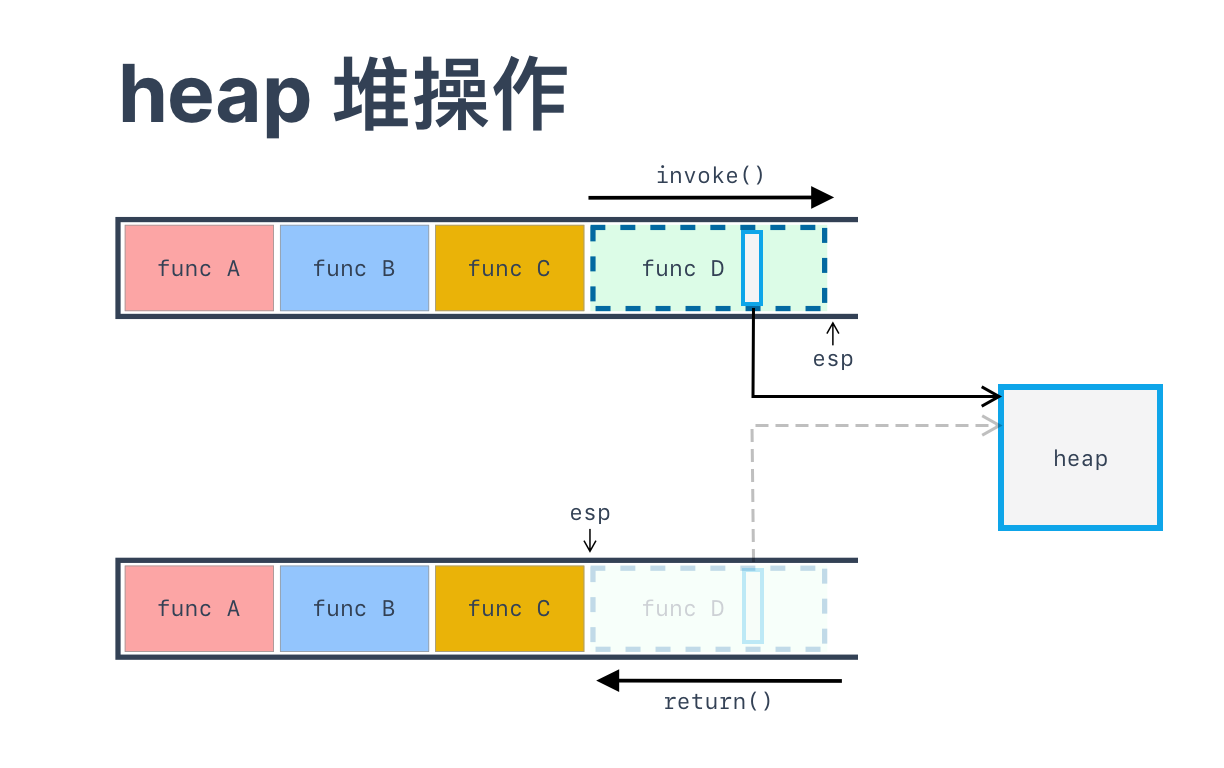 heap 堆操作
invoke()
func A func B func C func D
esp
heap
esp
func A func B func C func D
return()